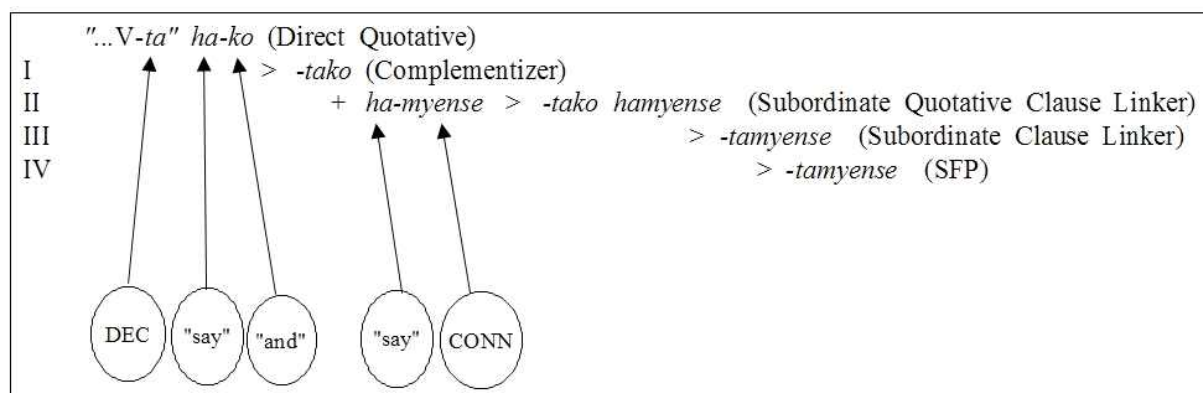 "...V-ta" ha-ko (Direct Quotative)
I > -tako (Complementizer)
II + ha-myense > -tako hamyense (Subordinate Quotative Clause Linker)
III > -tamyense (Subordinate Clause Linker)
IV > -tamyense (SFP)
DEC "say" "and" "say" CONN